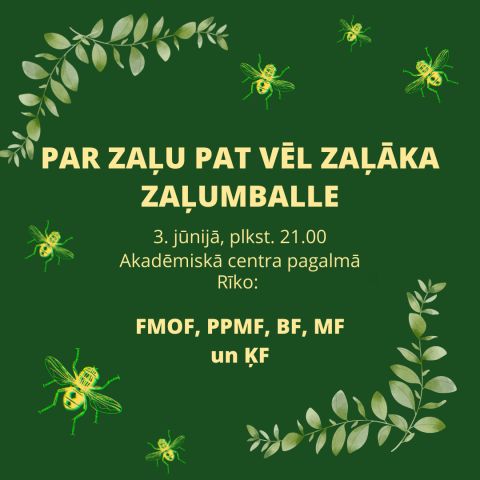 PAR ZAĻU PAT VĒL ZAĻĀKA
ZAĻUMBALLE
3. jūnijā, plkst. 21.00
Akadēmiskā centra pagalmā
Rīko:
FMOF, PPMF, BF, MF
un ĶF